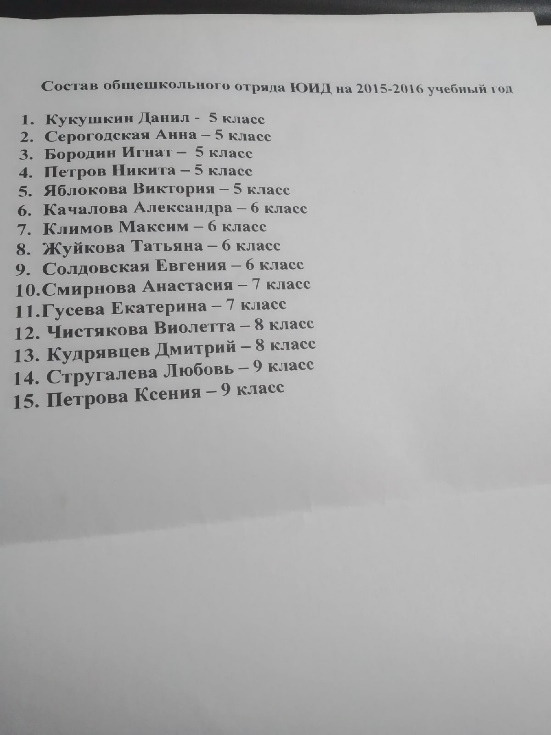 Состав общешкольного отряда ЮИД на 2015-2016 учебный год
1. Кукушкин Данил - 5 класс
2. Серогодская Анна – 5 класс
3. Бородин Игнат – 5 класс
4. Петров Никита – 5 класс
5. Яблокова Виктория – 5 класс
6. Качалова Александра – 6 класс
7. Климов Максим – 6 класс
8. Жуйкова Татьяна – 6 класс
9. Солдовская Евгения – 6 класс
10.Смирнова Анастасия – 7 класс
11.Гусева Екатерина – 7 класс
12. Чистякова Виолетта – 8 класс
13. Кудрявцев Дмитрий – 8 класс
14. Стругалева Любовь – 9 класс
15. Петрова Ксения – 9 класс